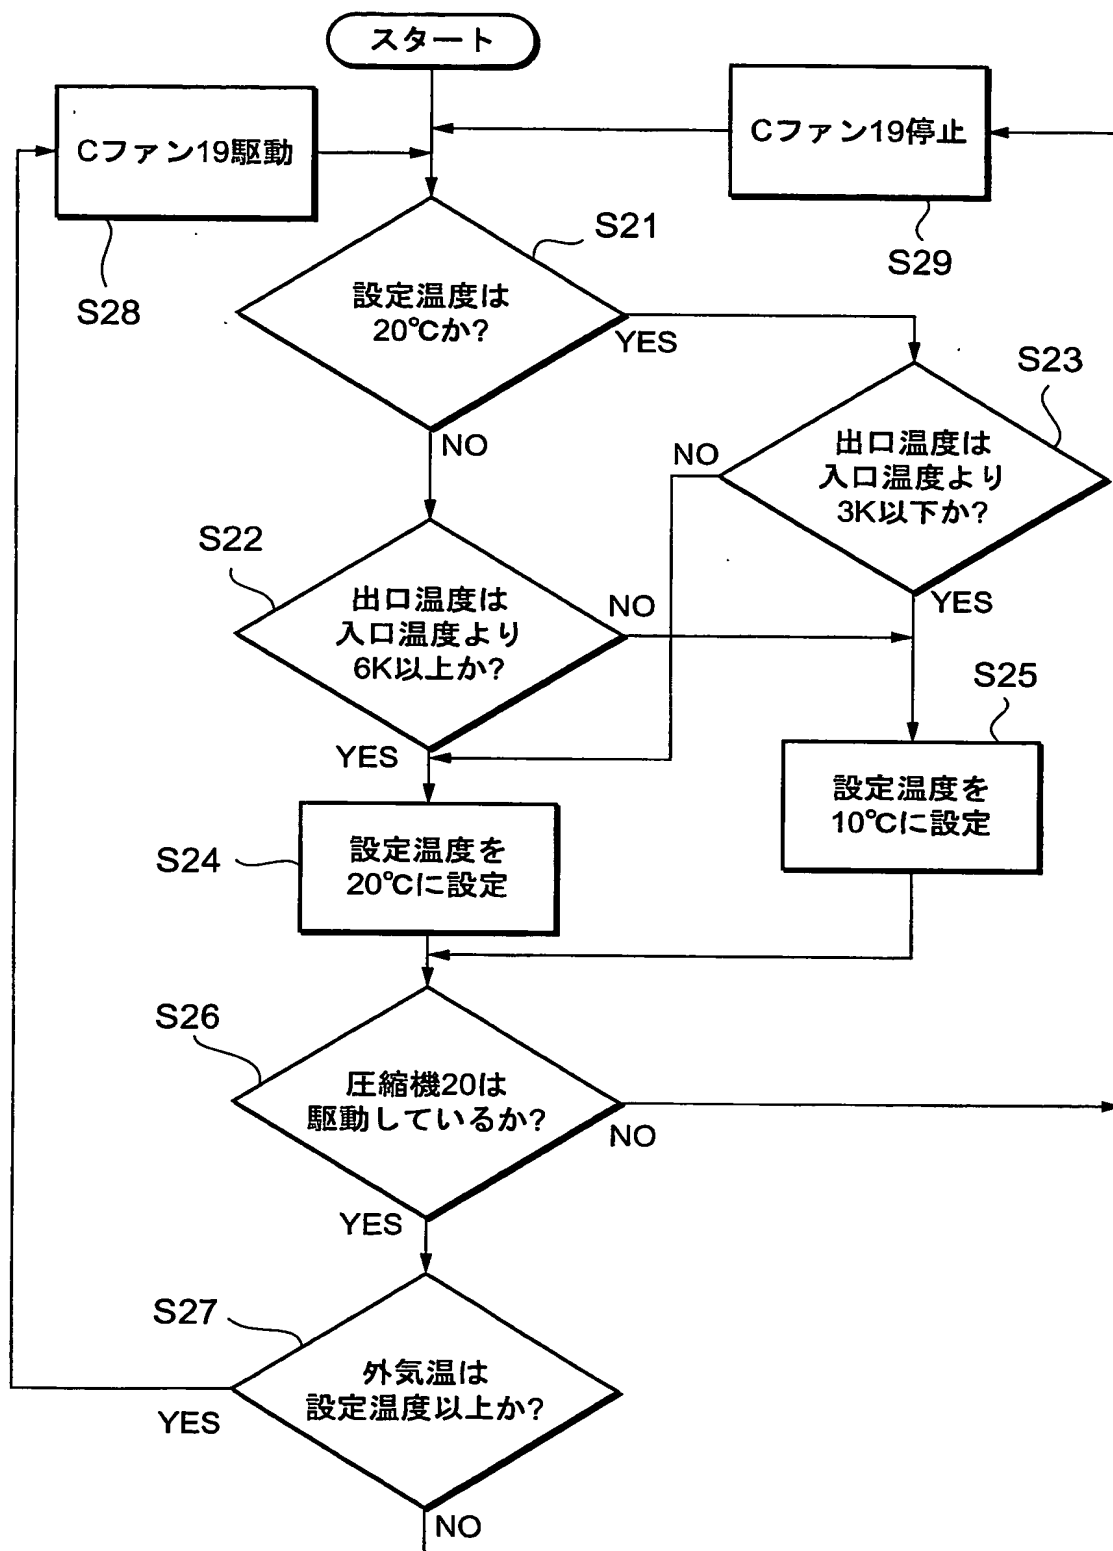 スタート
Cファン19駆動
S28
Cファン19停止
S29
S21
設定温度は
20℃か?
YES
NO
S23
出口温度は
入口温度より
3K以下か?
NO
YES
S22
出口温度は
入口温度より
6K以上か?
NO
YES
S25
設定温度を
10℃に設定
S24
設定温度を
20℃に設定
S26
圧縮機20は
駆動しているか?
NO
YES
S27
外気温は
設定温度以上か?
YES
NO